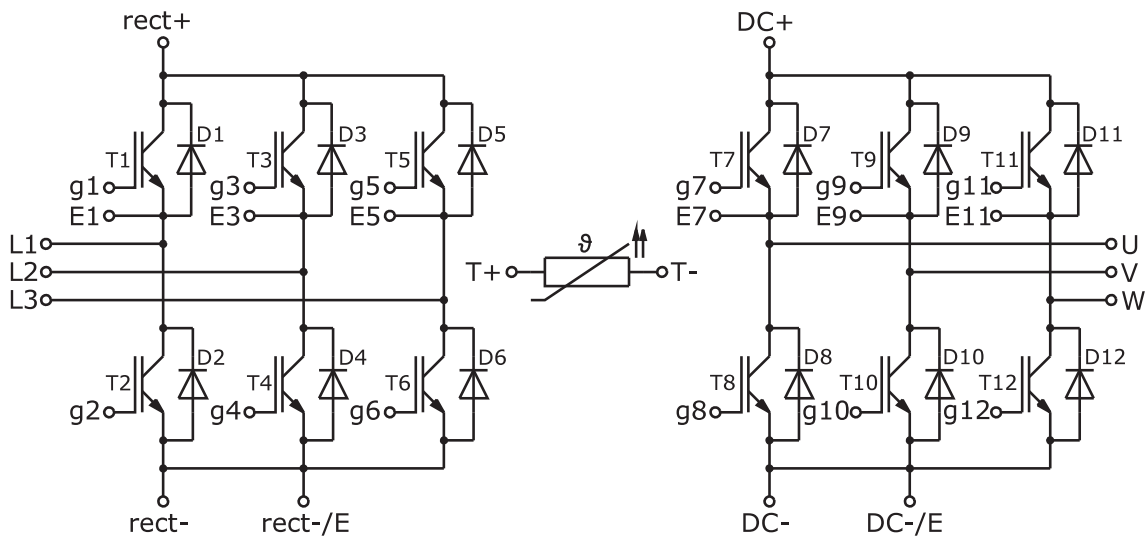 rect+ DC+
D1 D3 D5 D7 D9 D11
T1 T3 T5 T7 T9 T11
g1 g3 g5 g7 g9 g11
E1 E3 E5 E7 E9 E11
L1 ϑ U
L2 T+ T- V
L3 W
D2 D4 D6 D8 D10 D12
T2 T4 T6 T8 T10 T12
g2 g4 g6 g8 g10 g12
rect- rect-/E DC- DC-/E